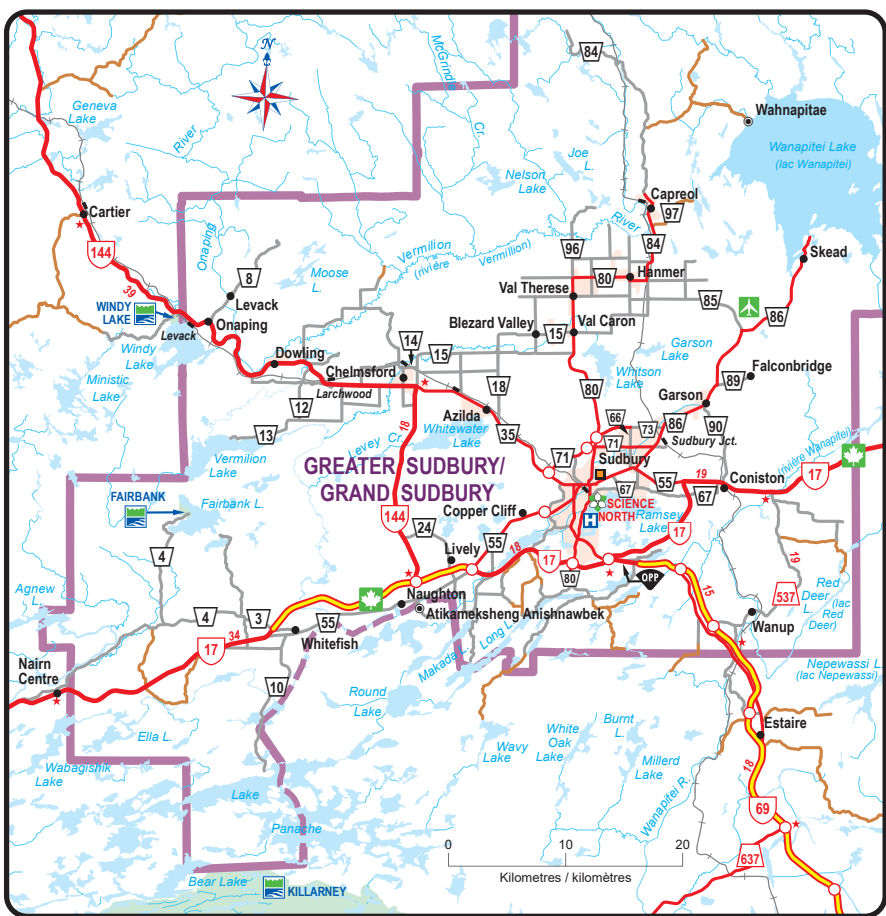 N
84
Geneva
Lake
McGrindle
Cr.
Wahnapitae
River
Joe
L.
Wanapitei Lake
(lac Wanapitei)
Nelson
Lake
Capreol
97
Cartier
River
144
Onaping
Vermilion
(rivière
Vermillion)
96
84
Skead
39
8
Moose
L.
80
Hanmer
Levack
Val Therese
85
WINDY
LAKE
Levack
Onaping
86
14
Blezard Valley
15
Val Caron
Windy
Lake
Dowling
15
Garson
Lake
Ministic
Lake
Chelmsford
Whitson
Lake
Falconbridge
89
Larchwood
18
80
Garson
12
18
Azilda
66
86
90
Whitewater
Lake
35
73
13
Levey Cr.
71
Sudbury Jct.
Vermilion
Lake
GREATER SUDBURY/
GRAND SUDBURY
71
Sudbury
(rivière Wanapitei)
17
19
FAIRBANK
Fairbank L.
67
55
67
Coniston
17
SCIENCE
NORTH
Copper Cliff
H
Ramsey
Lake
144
24
17
4
55
18
Lively
17
80
OPP
15
19
Agnew
L.
537
Red
Deer
L.
(lac
Red
Deer)
Naughton
Atikameksheng Anishnawbek
4
3
55
Wanup
34
Whitefish
17
Long L.
Makada L.
Nairn
Centre
Nepewassi L.
(lac Nepewassi)
10
Round
Lake
Burnt
L.
Estaire
White
Oak
Lake
Ella L.
Wavy
Lake
Millerd
Lake
18
Wabagishik
Lake
Wanapitei R.
Lake
69
Panache
0
10
20
637
Kilometres / kilomètres
Bear Lake
KILLARNEY